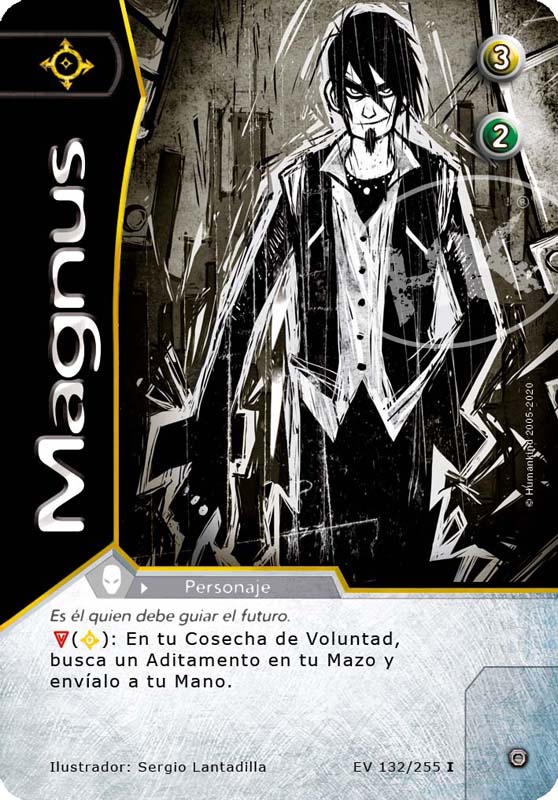 3
2
Magnus
®
© Humankind 2005-2020
Personaje
Es él quien debe guiar el futuro.
(): En tu Cosecha de Voluntad,
busca un Aditamento en tu Mazo y
envíalo a tu Mano.
Ilustrador: Sergio Lantadilla EV 132/255 I